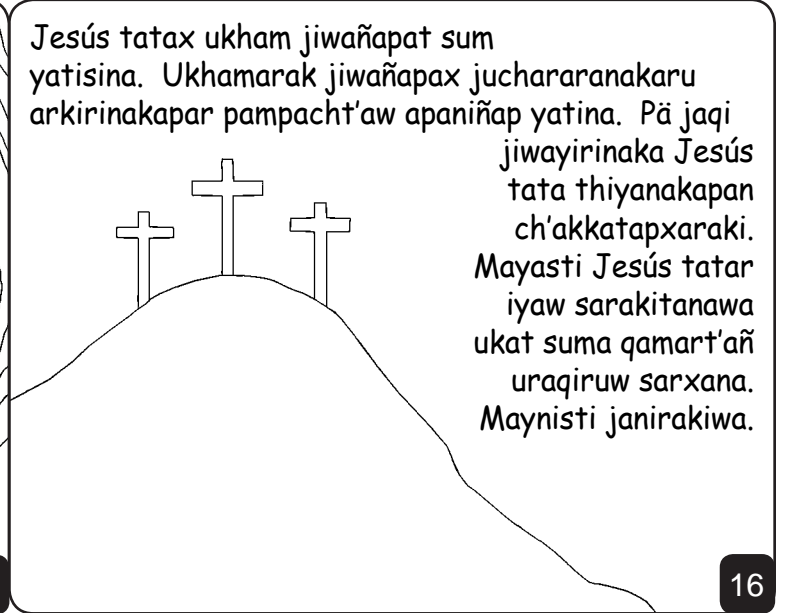 Jesús tatax ukham jiwañapat sum
yatisina. Ukhamarak jiwañapax juchararanakaru
arkirinakapar pampacht'aw apaniñap yatina. Pä jaqi
jiwayirinaka Jesús
tata thiyanakapan
ch'akkatapxaraki.
Mayasti Jesús tatar
iyaw sarakitanawa
ukat suma qamart'añ
uraqiruw sarxana.
Maynisti janirakiwa.
16